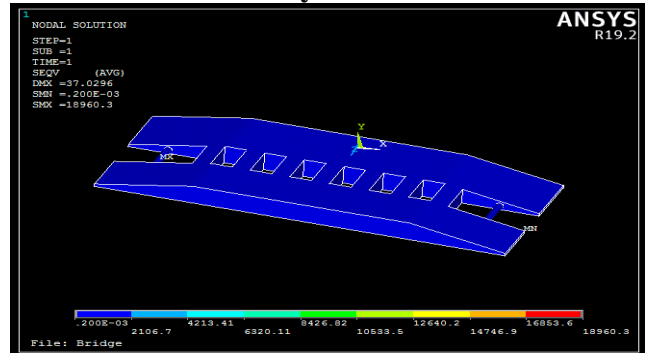 1
NODAL SOLUTION
ANSYS
R19.2
STEP=1
SUB =1
TIME=1
SEQV (AVG)
DMX =37.0296
SMN =.200E-03
SMX =18960.3
Y
X
Z
MX
MN
.200E-03 4213.41 8426.82 12640.2 16853.6
2106.7 6320.11 10533.5 14746.9 18960.3
File: Bridge